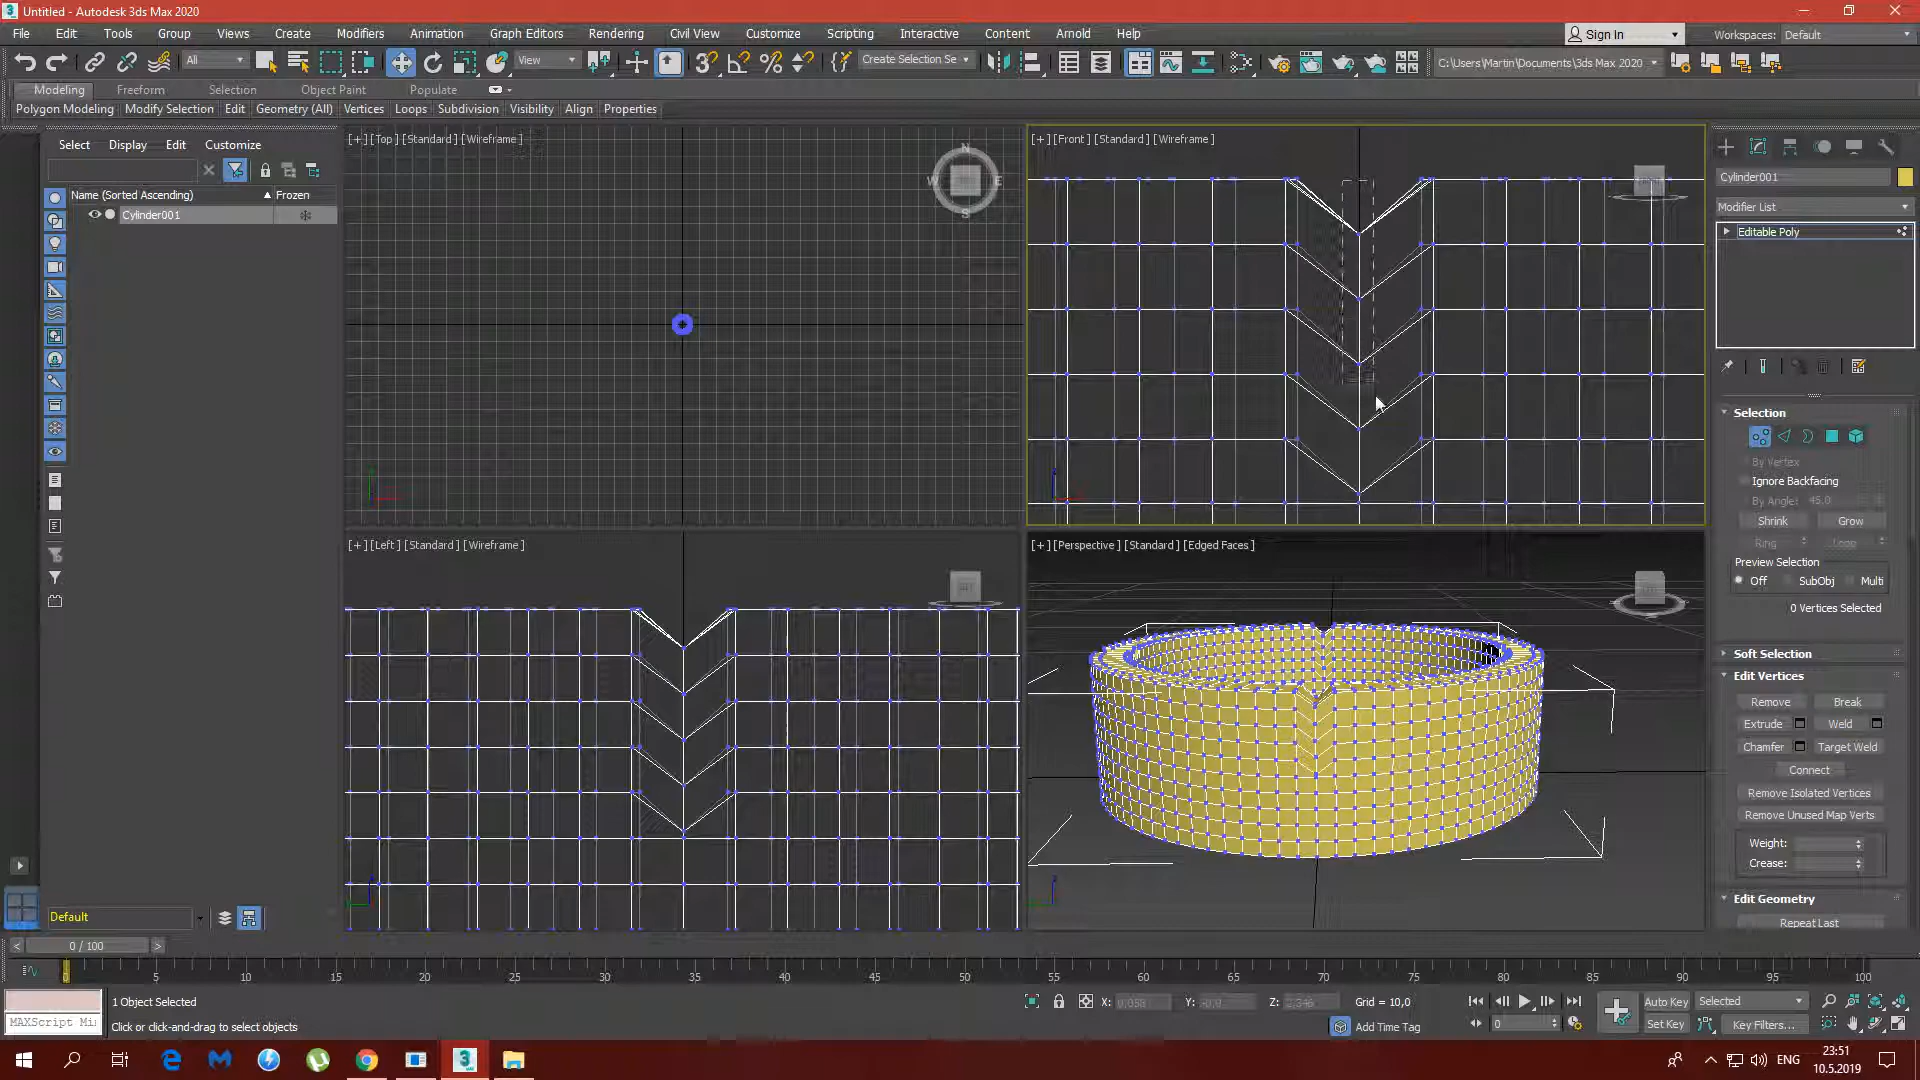 Untitled - Autodesk 3ds Max 2020
File Edit Tools Group Views Create Modifiers Animation Graph Editors Rendering Civil View Customize Scripting Interactive Content Arnold Help
Sign In
Workspaces: Default
All
View
Create Selection Se
C:\Users\Martin\Documents\3ds Max 2020
Modeling Freeform Selection Object Paint Populate
Polygon Modeling Modify Selection Edit Geometry (All) Vertices Loops Subdivision Visibility Align Properties
Select Display Edit Customize
Name (Sorted Ascending) Frozen
Cylinder001
[+] [Top] [Standard] [Wireframe]
N
W
E
S
[+] [Front] [Standard] [Wireframe]
[+] [Left] [Standard] [Wireframe]
[+] [Perspective] [Standard] [Edged Faces]
Cylinder001
Modifier List
Editable Poly
Selection
By Vertex
Ignore Backfacing
By Angle: 45.0
Shrink Grow
Ring Loop
Preview Selection
Off SubObj Multi
0 Vertices Selected
Soft Selection
Edit Vertices
Remove Break
Extrude Weld
Chamfer Target Weld
Connect
Remove Isolated Vertices
Remove Unused Map Verts
Weight:
Crease:
Edit Geometry
Repeat Last
Default
0 / 100
0 5 10 15 20 25 30 35 40 45 50 55 60 65 70 75 80 85 90 95 100
1 Object Selected
MAXScript Mi
Click or click-and-drag to select objects
X: Y: Z: Grid = 10,0
Add Time Tag
0
Auto Key Selected
Set Key Key Filters...
ENG
23:51
10.5.2019